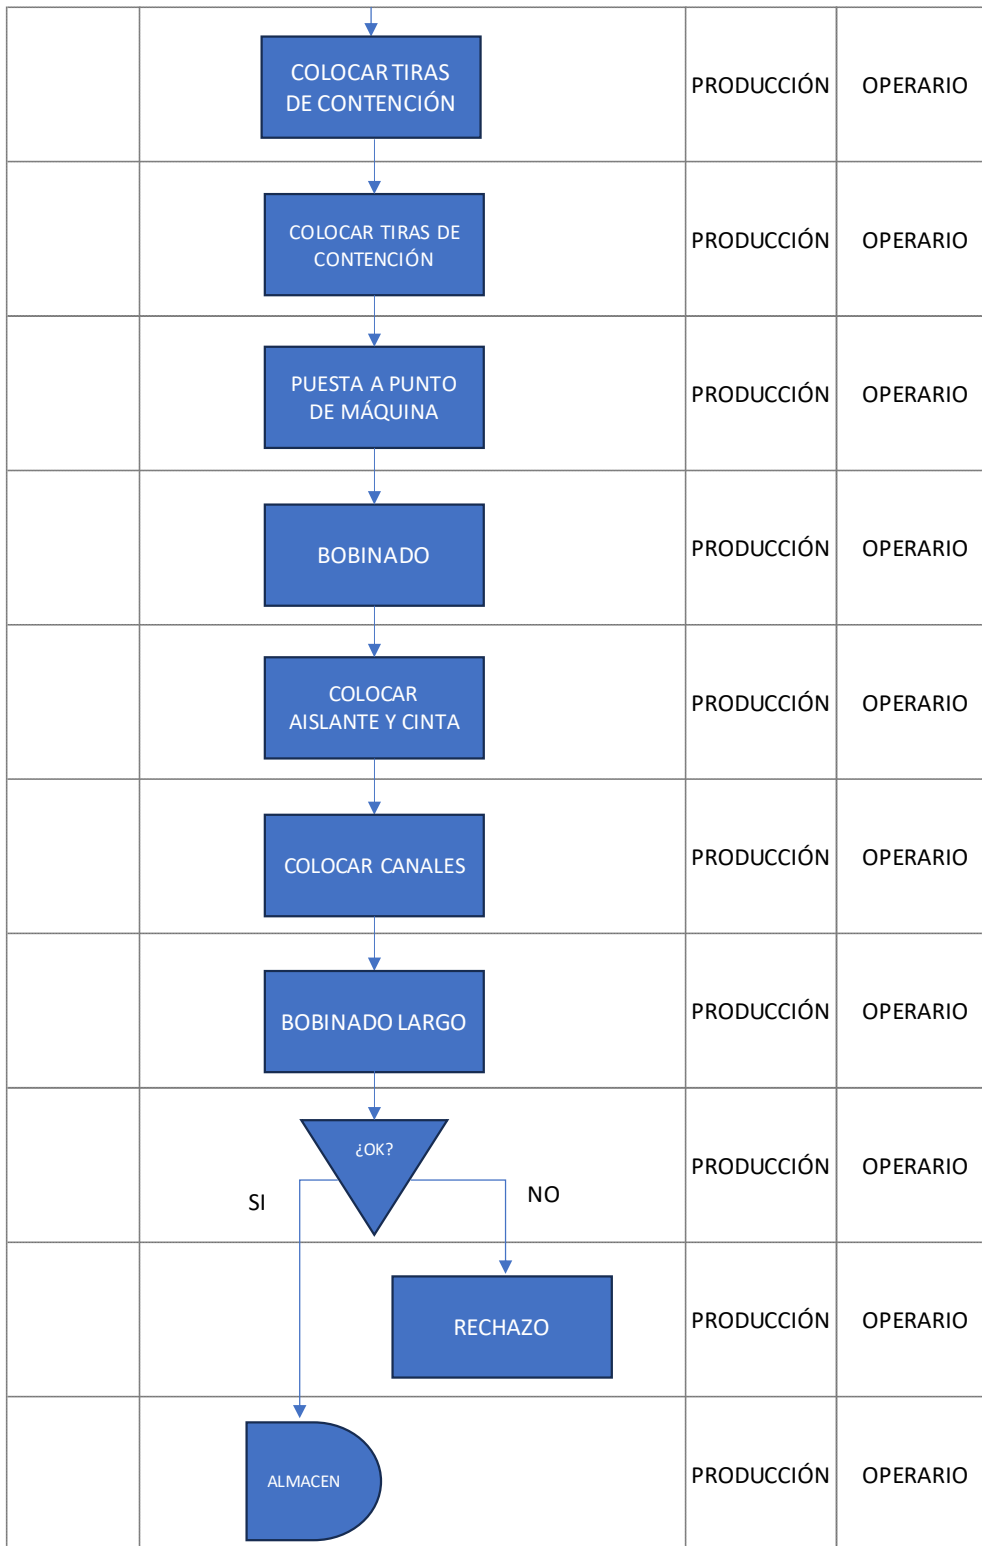 COLOCAR TIRAS
DE CONTENCIÓN
PRODUCCIÓN
OPERARIO
COLOCAR TIRAS DE
CONTENCIÓN
PRODUCCIÓN
OPERARIO
PUESTA A PUNTO
DE MÁQUINA
PRODUCCIÓN
OPERARIO
BOBINADO
PRODUCCIÓN
OPERARIO
COLOCAR
AISLANTE Y CINTA
PRODUCCIÓN
OPERARIO
COLOCAR CANALES
PRODUCCIÓN
OPERARIO
BOBINADO LARGO
PRODUCCIÓN
OPERARIO
¿OK?
SI
NO
PRODUCCIÓN
OPERARIO
RECHAZO
PRODUCCIÓN
OPERARIO
ALMACEN
PRODUCCIÓN
OPERARIO